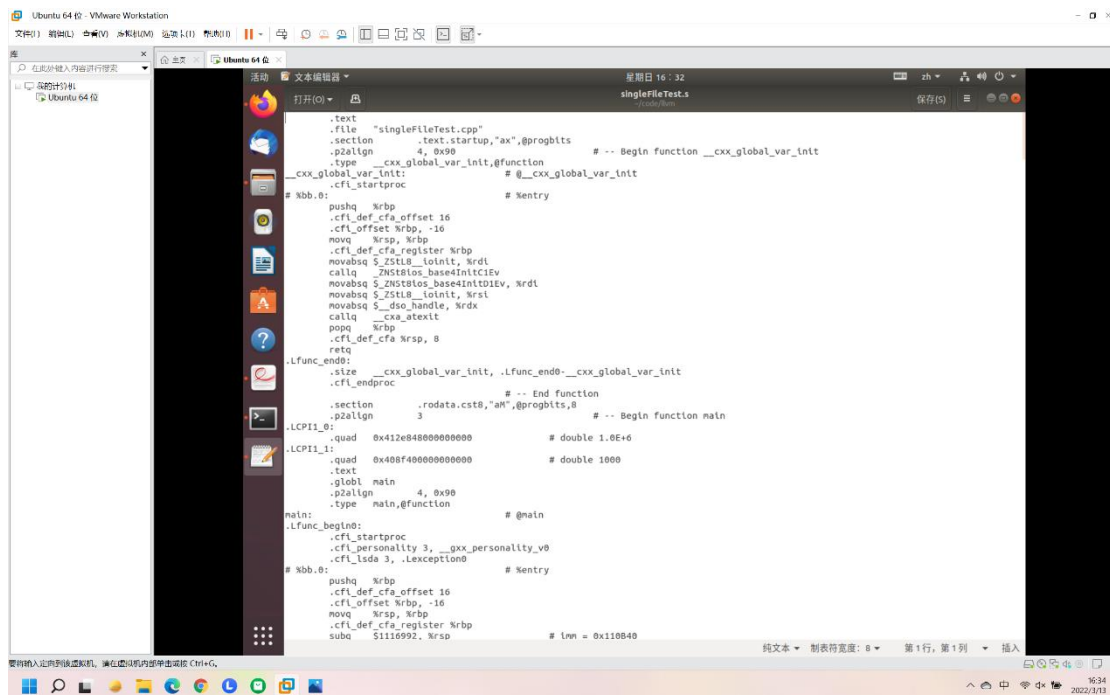 Ubuntu 64 位 - VMware Workstation
文件(F) 编辑(E) 查看(V) 虚拟机(M) 选项卡(T) 帮助(H)
库
在此处键入内容进行搜索
我的计算机
Ubuntu 64 位
主页
Ubuntu 64 位
活动 文本编辑器 星期日 16：32 zh
打开(O) singleFileTest.s 保存(S)
~/code/llvm
.text
.file "singleFileTest.cpp"
.section .text.startup,"ax",@progbits
.p2align 4, 0x90 # -- Begin function __cxx_global_var_init
.type __cxx_global_var_init,@function
__cxx_global_var_init: # @__cxx_global_var_init
.cfi_startproc
# %bb.0: # %entry
pushq %rbp
.cfi_def_cfa_offset 16
.cfi_offset %rbp, -16
movq %rsp, %rbp
.cfi_def_cfa_register %rbp
movabsq $_ZStL8__ioinit, %rdi
callq _ZNSt8ios_base4InitC1Ev
movabsq $_ZNSt8ios_base4InitD1Ev, %rdi
movabsq $_ZStL8__ioinit, %rsi
movabsq $__dso_handle, %rdx
callq __cxa_atexit
popq %rbp
.cfi_def_cfa %rsp, 8
retq
.Lfunc_end0:
.size __cxx_global_var_init, .Lfunc_end0-__cxx_global_var_init
.cfi_endproc
# -- End function
.section .rodata.cst8,"aM",@progbits,8
.p2align 3 # -- Begin function main
.LCPI1_0:
.quad 0x412e848000000000 # double 1.0E+6
.LCPI1_1:
.quad 0x408f400000000000 # double 1000
.text
.globl main
.p2align 4, 0x90
.type main,@function
main: # @main
.Lfunc_begin0:
.cfi_startproc
.cfi_personality 3, __gxx_personality_v0
.cfi_lsda 3, .Lexception0
# %bb.0: # %entry
pushq %rbp
.cfi_def_cfa_offset 16
.cfi_offset %rbp, -16
movq %rsp, %rbp
.cfi_def_cfa_register %rbp
subq $1116992, %rsp # imm = 0x110B40
纯文本 制表符宽度：8 第1行，第1列 插入
要将输入定向到该虚拟机，请在虚拟机内部单击或按 Ctrl+G。
中
16:34
2022/3/13